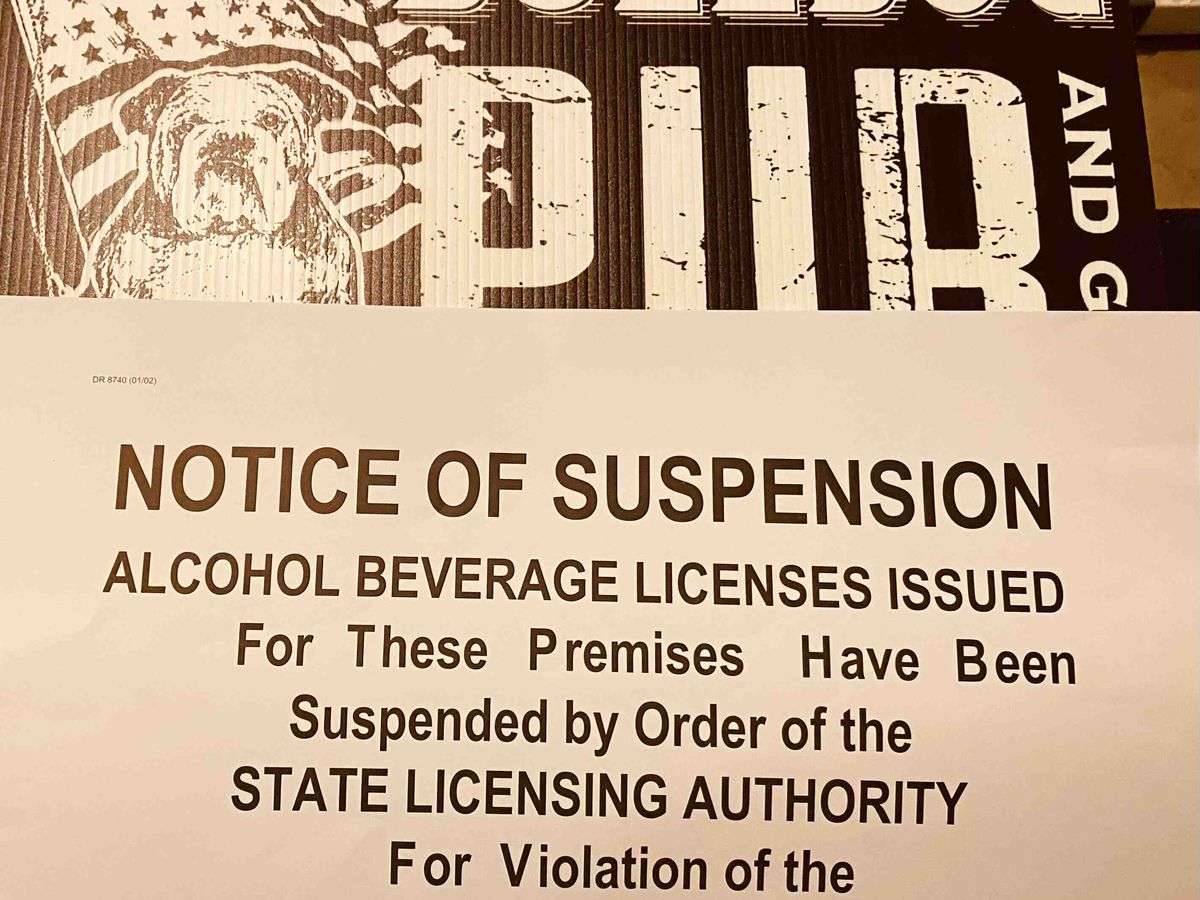 PUB
AND G
DR 8740 (01/02)
NOTICE OF SUSPENSION
ALCOHOL BEVERAGE LICENSES ISSUED
For These Premises Have Been
Suspended by Order of the
STATE LICENSING AUTHORITY
For Violation of the